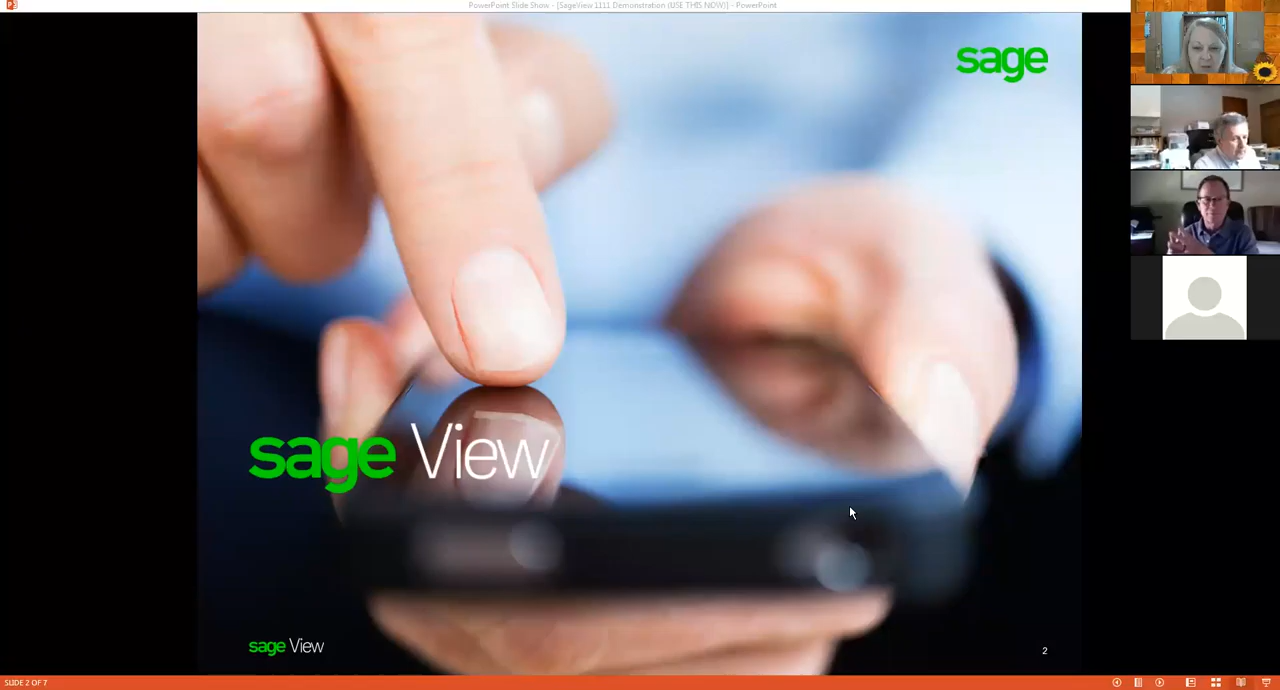 PowerPoint Slide Show - [SageView 1111 Demonstration (USE THIS NOW)] - PowerPoint
sage
sage View
sage View
2
SLIDE 2 OF 7